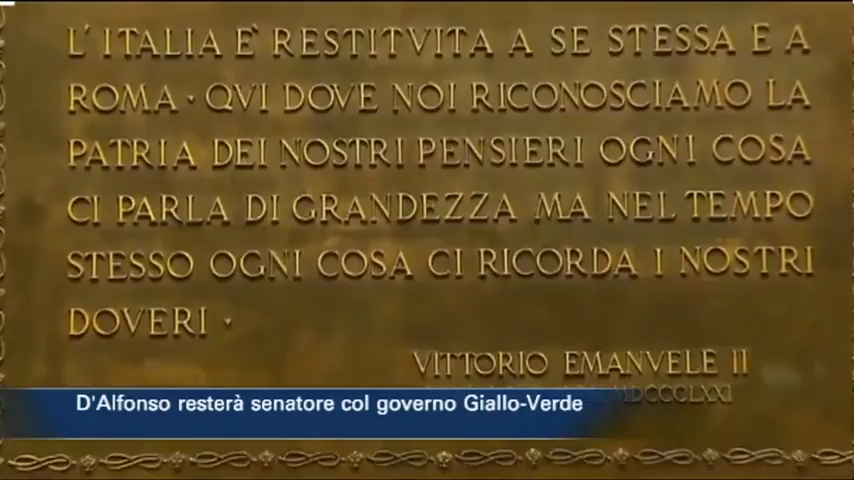 L'ITALIA E' RESTITVITA A SE STESSA E A
ROMA · QVI DOVE NOI RICONOSCIAMO LA
PATRIA DEI NOSTRI PENSIERI OGNI COSA
CI PARLA DI GRANDEZZA MA NEL TEMPO
STESSO OGNI COSA CI RICORDA I NOSTRI
DOVERI ·
VITTORIO EMANVELE II
MDCCCLXXI
D'Alfonso resterà senatore col governo Giallo-Verde